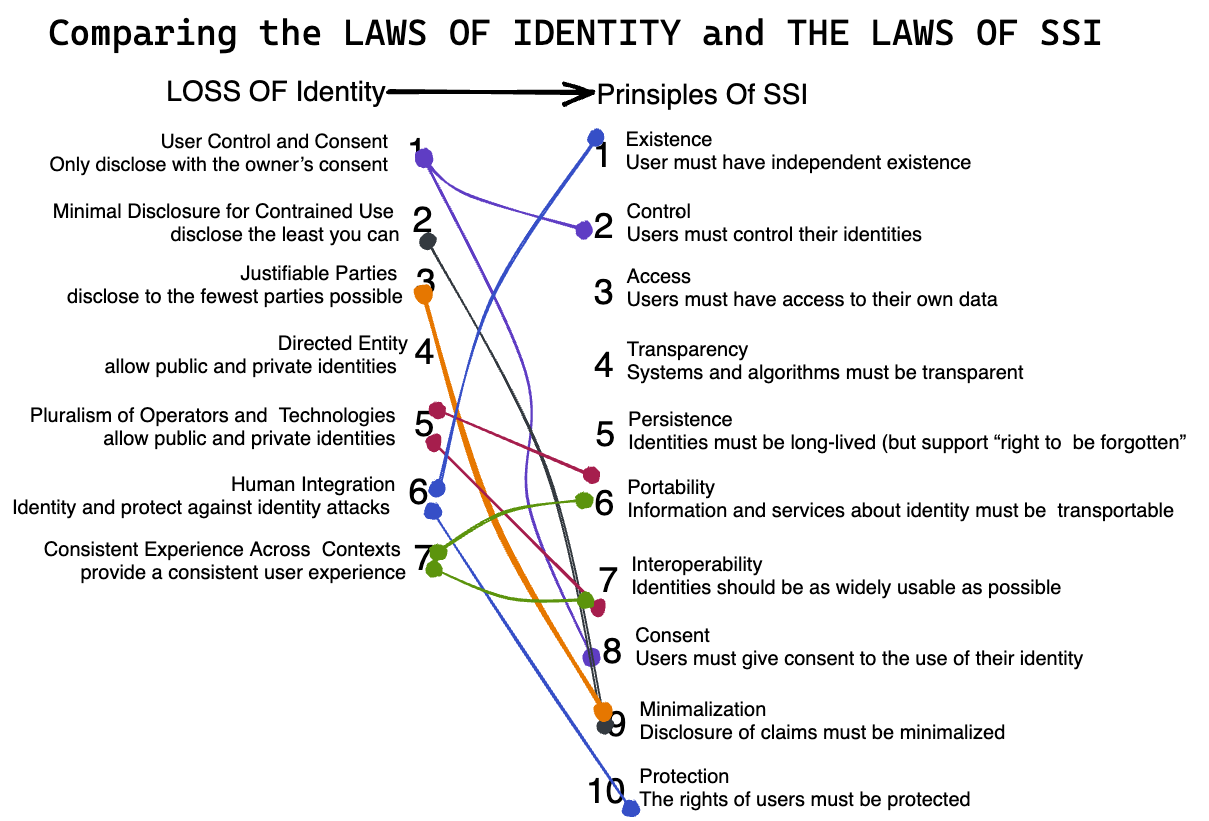 Comparing the LAWS OF IDENTITY and THE LAWS OF SSI
LOSS OF Identity
Prinsiples Of SSI
User Control and Consent
Only disclose with the owner's consent
1
Minimal Disclosure for Contrained Use
disclose the least you can
2
Justifiable Parties
disclose to the fewest parties possible
3
Directed Entity
allow public and private identities
4
Pluralism of Operators and Technologies
allow public and private identities
5
Human Integration
Identity and protect against identity attacks
6
Consistent Experience Across Contexts
provide a consistent user experience
7
1
Existence
User must have independent existence
2
Control
Users must control their identities
3
Access
Users must have access to their own data
4
Transparency
Systems and algorithms must be transparent
5
Persistence
Identities must be long-lived (but support “right to be forgotten”
6
Portability
Information and services about identity must be transportable
7
Interoperability
Identities should be as widely usable as possible
8
Consent
Users must give consent to the use of their identity
9
Minimalization
Disclosure of claims must be minimalized
10
Protection
The rights of users must be protected